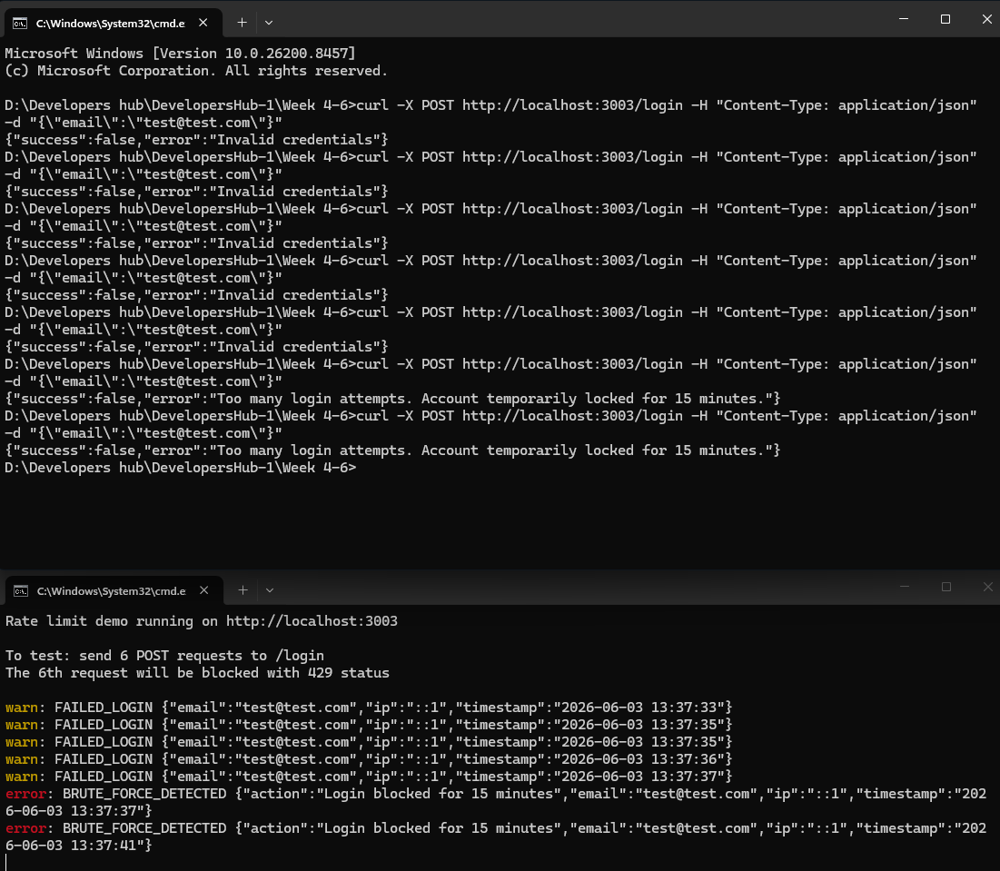 C:\Windows\System32\cmd.e
Microsoft Windows [Version 10.0.26200.8457]
(c) Microsoft Corporation. All rights reserved.
D:\Developers hub\DevelopersHub-1\Week 4-6>curl -X POST http://localhost:3003/login -H "Content-Type: application/json"
-d "{\"email\":\"test@test.com\"}"
{"success":false,"error":"Invalid credentials"}
D:\Developers hub\DevelopersHub-1\Week 4-6>curl -X POST http://localhost:3003/login -H "Content-Type: application/json"
-d "{\"email\":\"test@test.com\"}"
{"success":false,"error":"Invalid credentials"}
D:\Developers hub\DevelopersHub-1\Week 4-6>curl -X POST http://localhost:3003/login -H "Content-Type: application/json"
-d "{\"email\":\"test@test.com\"}"
{"success":false,"error":"Invalid credentials"}
D:\Developers hub\DevelopersHub-1\Week 4-6>curl -X POST http://localhost:3003/login -H "Content-Type: application/json"
-d "{\"email\":\"test@test.com\"}"
{"success":false,"error":"Invalid credentials"}
D:\Developers hub\DevelopersHub-1\Week 4-6>curl -X POST http://localhost:3003/login -H "Content-Type: application/json"
-d "{\"email\":\"test@test.com\"}"
{"success":false,"error":"Invalid credentials"}
D:\Developers hub\DevelopersHub-1\Week 4-6>curl -X POST http://localhost:3003/login -H "Content-Type: application/json"
-d "{\"email\":\"test@test.com\"}"
{"success":false,"error":"Too many login attempts. Account temporarily locked for 15 minutes."}
D:\Developers hub\DevelopersHub-1\Week 4-6>curl -X POST http://localhost:3003/login -H "Content-Type: application/json"
-d "{\"email\":\"test@test.com\"}"
{"success":false,"error":"Too many login attempts. Account temporarily locked for 15 minutes."}
D:\Developers hub\DevelopersHub-1\Week 4-6>
C:\Windows\System32\cmd.e
Rate limit demo running on http://localhost:3003
To test: send 6 POST requests to /login
The 6th request will be blocked with 429 status
warn: FAILED_LOGIN {"email":"test@test.com","ip":"::1","timestamp":"2026-06-03 13:37:33"}
warn: FAILED_LOGIN {"email":"test@test.com","ip":"::1","timestamp":"2026-06-03 13:37:35"}
warn: FAILED_LOGIN {"email":"test@test.com","ip":"::1","timestamp":"2026-06-03 13:37:35"}
warn: FAILED_LOGIN {"email":"test@test.com","ip":"::1","timestamp":"2026-06-03 13:37:36"}
warn: FAILED_LOGIN {"email":"test@test.com","ip":"::1","timestamp":"2026-06-03 13:37:37"}
error: BRUTE_FORCE_DETECTED {"action":"Login blocked for 15 minutes","email":"test@test.com","ip":"::1","timestamp":"202
6-06-03 13:37:37"}
error: BRUTE_FORCE_DETECTED {"action":"Login blocked for 15 minutes","email":"test@test.com","ip":"::1","timestamp":"202
6-06-03 13:37:41"}